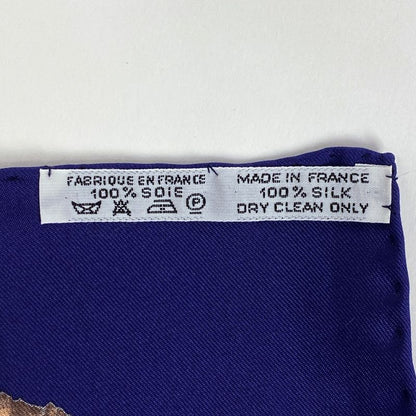 FABRIQUE EN FRANCE
100% SOIE
P
MADE IN FRANCE
100% SILK
DRY CLEAN ONLY